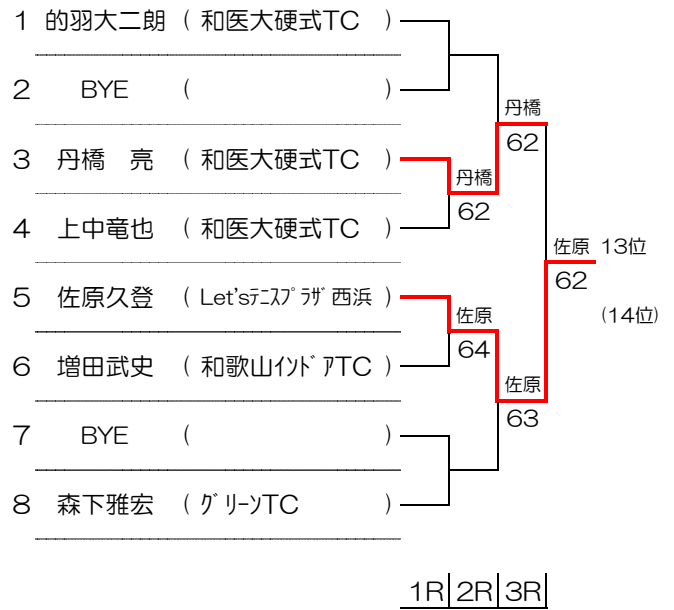 1 的羽大二朗 ( 和医大硬式TC )
2 BYE ( )
丹橋
62
3 丹橋 亮 ( 和医大硬式TC )
丹橋
62
4 上中竜也 ( 和医大硬式TC )
佐原 13位
62
(14位)
5 佐原久登 ( Let'sﾃﾆｽﾌﾟﾗｻﾞ西浜 )
佐原
64
6 増田武史 ( 和歌山ｲﾝﾄﾞｱTC )
佐原
63
7 BYE ( )
8 森下雅宏 ( ｸﾞﾘｰﾝTC )
1R 2R 3R